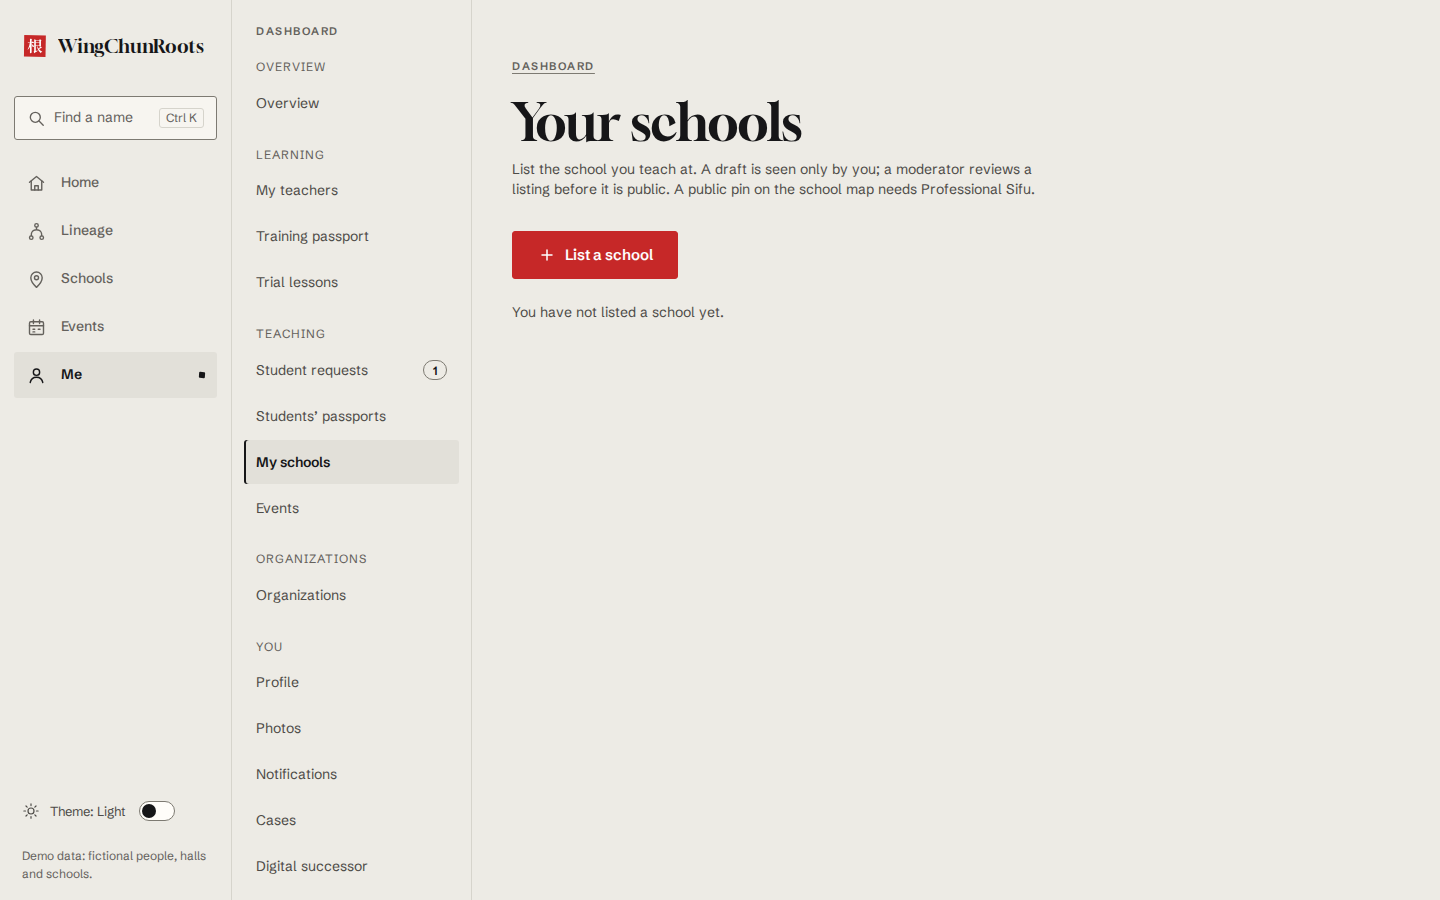 根 WingChunRoots
Find a name Ctrl K
Home
Lineage
Schools
Events
Me
Theme: Light
Demo data: fictional people, halls
and schools.
DASHBOARD
OVERVIEW
Overview
LEARNING
My teachers
Training passport
Trial lessons
TEACHING
Student requests 1
Students’ passports
My schools
Events
ORGANIZATIONS
Organizations
YOU
Profile
Photos
Notifications
Cases
Digital successor
DASHBOARD
Your schools
List the school you teach at. A draft is seen only by you; a moderator reviews a
listing before it is public. A public pin on the school map needs Professional Sifu.
List a school
You have not listed a school yet.